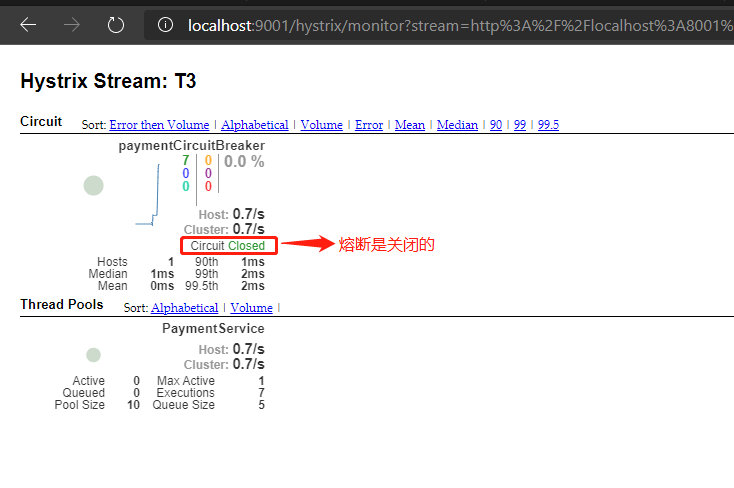 localhost:9001/hystrix/monitor?stream=http%3A%2F%2Flocalhost%3A8001%
Hystrix Stream: T3
Circuit Sort: Error then Volume | Alphabetical | Volume | Error | Mean | Median | 90 | 99 | 99.5
paymentCircuitBreaker
7 0 0.0 %
0 0
0 0
Host: 0.7/s
Cluster: 0.7/s
Circuit Closed 熔断是关闭的
Hosts 1 90th 1ms
Median 1ms 99th 2ms
Mean 0ms 99.5th 2ms
Thread Pools Sort: Alphabetical | Volume |
PaymentService
Host: 0.7/s
Cluster: 0.7/s
Active 0 Max Active 1
Queued 0 Executions 7
Pool Size 10 Queue Size 5